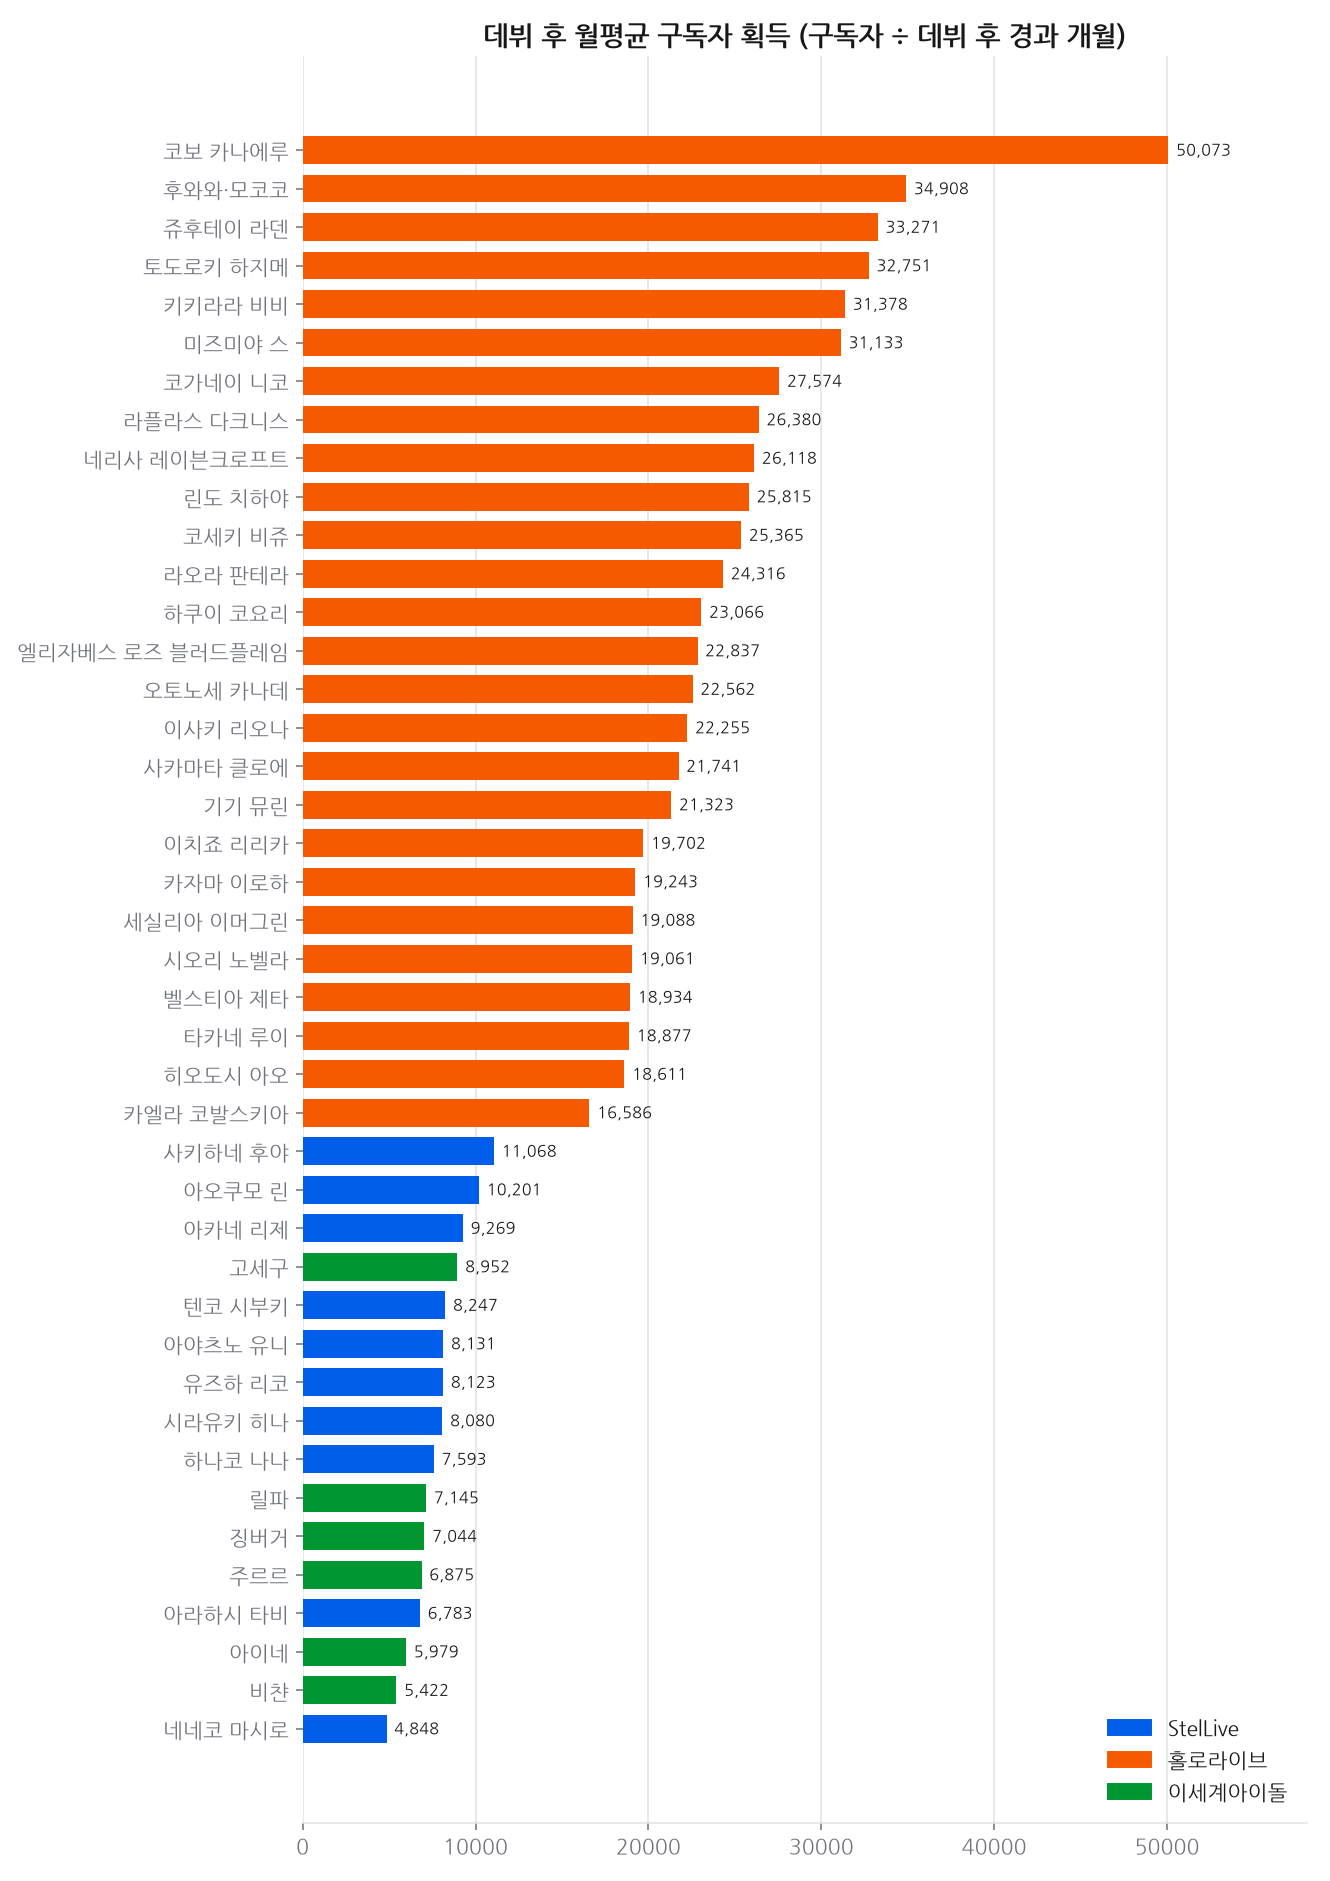 데뷔 후 월평균 구독자 획득 (구독자 ÷ 데뷔 후 경과 개월)
코보 카나에루 50,073
후와와·모코코 34,908
쥬후테이 라덴 33,271
토도로키 하지메 32,751
키키라라 비비 31,378
미즈미야 스 31,133
코가네이 니코 27,574
라플라스 다크니스 26,380
네리사 레이븐크로프트 26,118
린도 치하야 25,815
코세키 비쥬 25,365
라오라 판테라 24,316
하쿠이 코요리 23,066
엘리자베스 로즈 블러드플레임 22,837
오토노세 카나데 22,562
이사키 리오나 22,255
사카마타 클로에 21,741
기기 뮤린 21,323
이치죠 리리카 19,702
카자마 이로하 19,243
세실리아 이머그린 19,088
시오리 노벨라 19,061
벨스티아 제타 18,934
타카네 루이 18,877
히오도시 아오 18,611
카엘라 코발스키아 16,586
사키하네 후야 11,068
아오쿠모 린 10,201
아카네 리제 9,269
고세구 8,952
텐코 시부키 8,247
아야츠노 유니 8,131
유즈하 리코 8,123
시라유키 히나 8,080
하나코 나나 7,593
릴파 7,145
징버거 7,044
주르르 6,875
아라하시 타비 6,783
아이네 5,979
비챤 5,422
네네코 마시로 4,848
StelLive
홀로라이브
이세계아이돌
0 10000 20000 30000 40000 50000